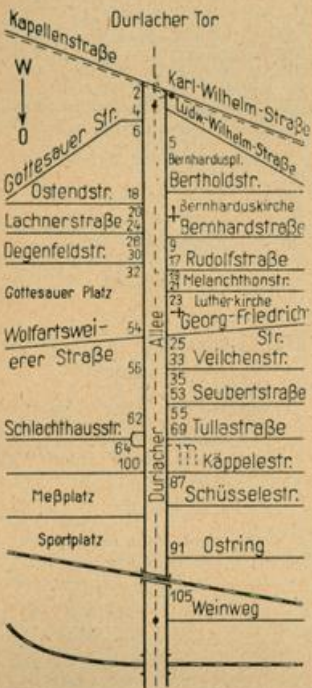 Durlacher Tor
Kapellenstraße
W
O
Karl-Wilhelm-Straße
Ludw-Wilhelm-Straße
2
4
6
Gottesauer Str.
5
Bernharduspl.
Bertholdstr.
Ostendstr. 18
Bernharduskirche
Bernhardstraße
20
Lachnerstraße 24
28
Degenfeldstr. 30
9
17 Rudolfstraße
32
19 Melanchthonstr.
21
Gottesauer Platz
23 Lutherkirche
Georg-Friedrich-
Str.
Wolfartswei- 54
erer Straße
56
25
33 Veilchenstr.
35
53 Seubertstraße
62
Schlachthausstr.
64
100
55
69 Tullastraße
Käppelestr.
Durlacher Allee
87 Schüsselestr.
Meßplatz
Sportplatz
91 Ostring
105 Weinweg